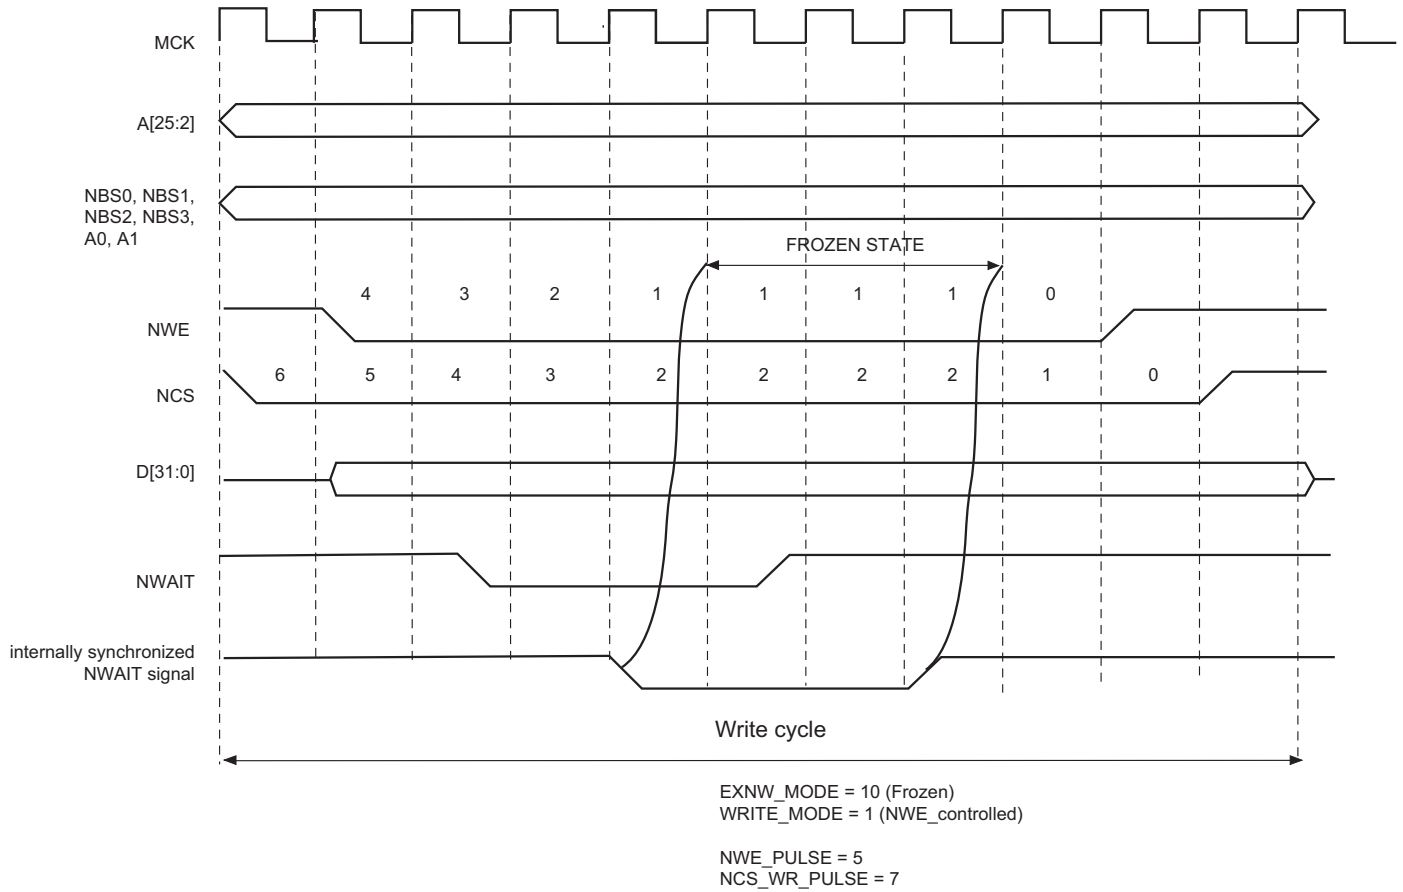 MCK
A[25:2]
NBS0, NBS1,
NBS2, NBS3,
A0, A1
FROZEN STATE
4 3 2 1 1 1 1 0
NWE
6 5 4 3 2 2 2 2 1 0
NCS
D[31:0]
NWAIT
internally synchronized
NWAIT signal
Write cycle
EXNW_MODE = 10 (Frozen)
WRITE_MODE = 1 (NWE_controlled)
NWE_PULSE = 5
NCS_WR_PULSE = 7